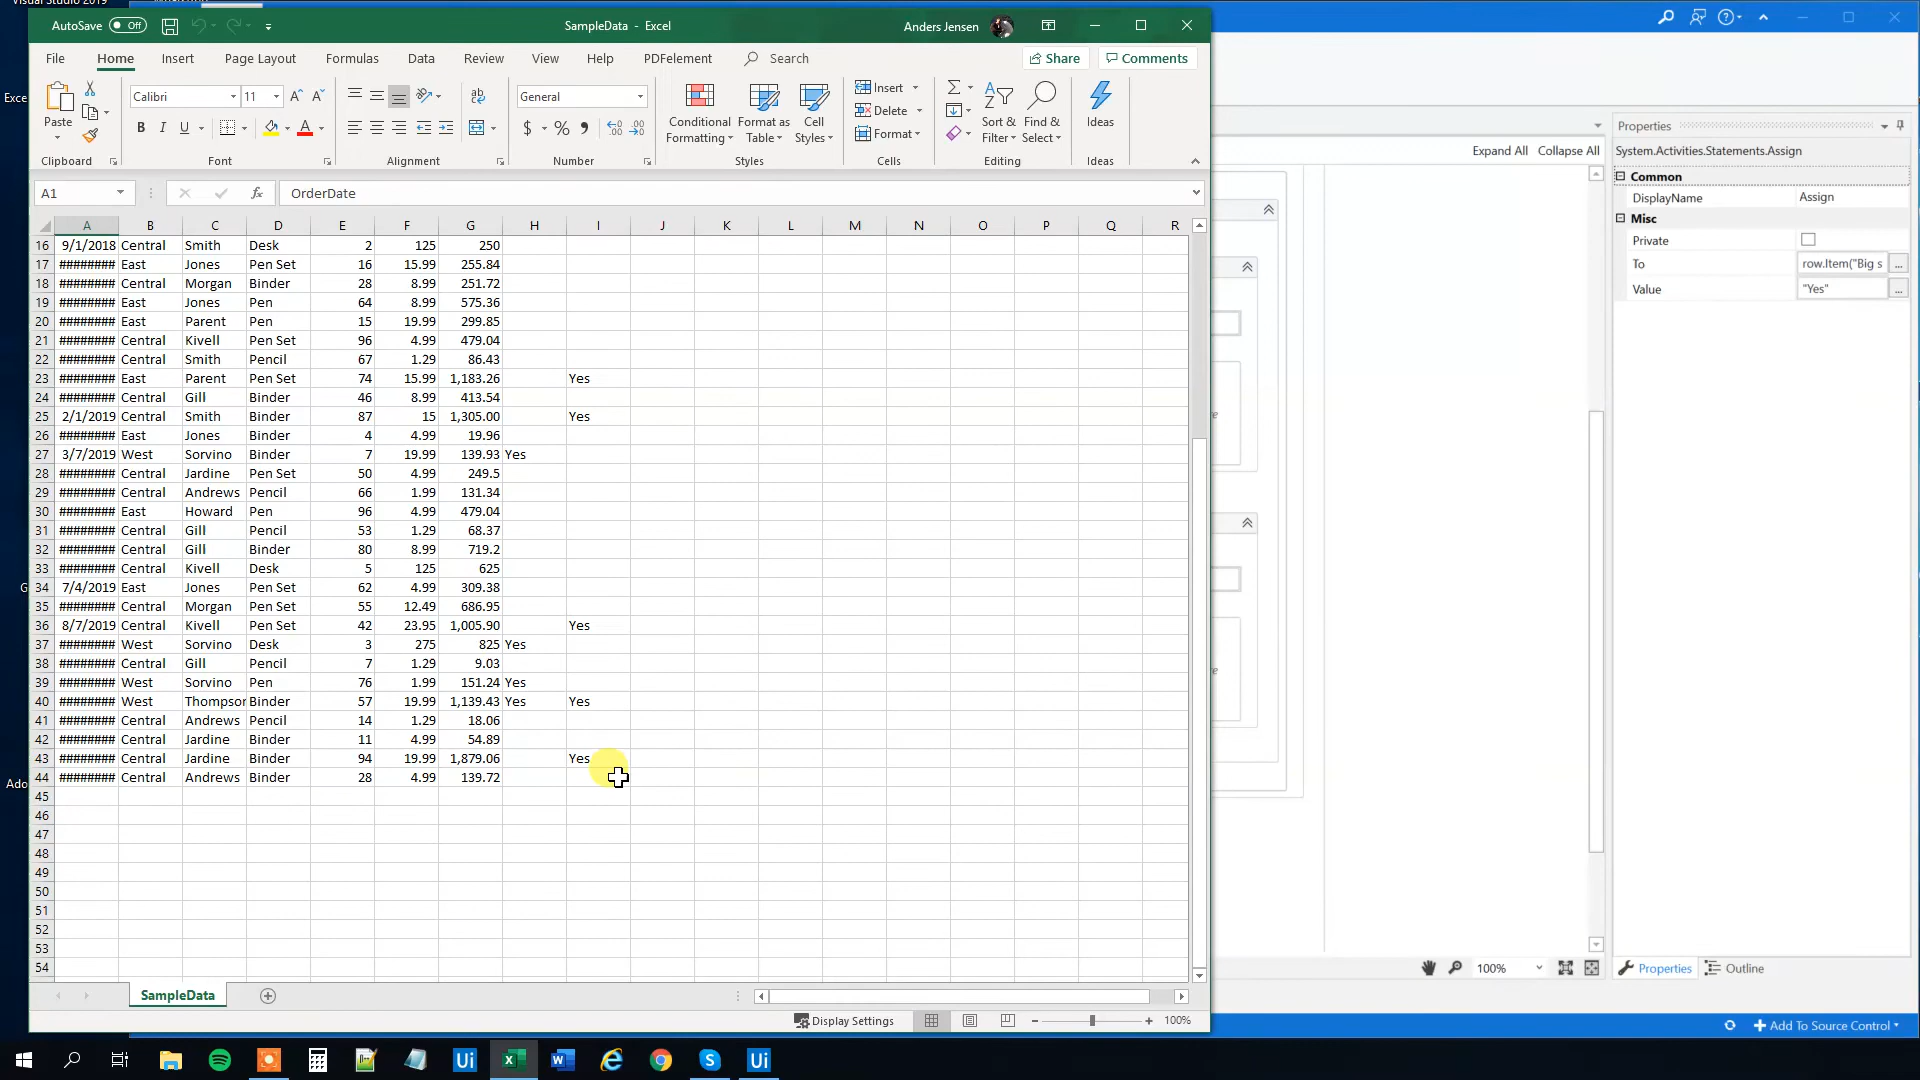 Visual Studio 2019
AutoSave Off SampleData - Excel Anders Jensen
File Home Insert Page Layout Formulas Data Review View Help PDFelement Search Share Comments
Paste Calibri 11 General Conditional Formatting Format as Table Cell Styles Insert Delete Format Sort & Filter Find & Select Ideas
Clipboard Font Alignment Number Styles Cells Editing Ideas
A1 fx OrderDate
A B C D E F G H I J K L M N O P Q R
16 9/1/2018 Central Smith Desk 2 125 250
17 ######## East Jones Pen Set 16 15.99 255.84
18 ######## Central Morgan Binder 28 8.99 251.72
19 ######## East Jones Pen 64 8.99 575.36
20 ######## East Parent Pen 15 19.99 299.85
21 ######## Central Kivell Pen Set 96 4.99 479.04
22 ######## Central Smith Pencil 67 1.29 86.43
23 ######## East Parent Pen Set 74 15.99 1,183.26 Yes
24 ######## Central Gill Binder 46 8.99 413.54
25 2/1/2019 Central Smith Binder 87 15 1,305.00 Yes
26 ######## East Jones Binder 4 4.99 19.96
27 3/7/2019 West Sorvino Binder 7 19.99 139.93 Yes
28 ######## Central Jardine Pen Set 50 4.99 249.5
29 ######## Central Andrews Pencil 66 1.99 131.34
30 ######## East Howard Pen 96 4.99 479.04
31 ######## Central Gill Pencil 53 1.29 68.37
32 ######## Central Gill Binder 80 8.99 719.2
33 ######## Central Kivell Desk 5 125 625
34 7/4/2019 East Jones Pen Set 62 4.99 309.38
35 ######## Central Morgan Pen Set 55 12.49 686.95
36 8/7/2019 Central Kivell Pen Set 42 23.95 1,005.90 Yes
37 ######## West Sorvino Desk 3 275 825 Yes
38 ######## Central Gill Pencil 7 1.29 9.03
39 ######## West Sorvino Pen 76 1.99 151.24 Yes
40 ######## West Thompsor Binder 57 19.99 1,139.43 Yes Yes
41 ######## Central Andrews Pencil 14 1.29 18.06
42 ######## Central Jardine Binder 11 4.99 54.89
43 ######## Central Jardine Binder 94 19.99 1,879.06 Yes
44 ######## Central Andrews Binder 28 4.99 139.72
45
46
47
48
49
50
51
52
53
54
SampleData
Display Settings 100%
Exce
G
Ado
Expand All Collapse All
Properties
System.Activities.Statements.Assign
Common
DisplayName Assign
Misc
Private
To row.Item("Big s ...
Value "Yes" ...
100% Properties Outline
Add To Source Control
Ui Ui